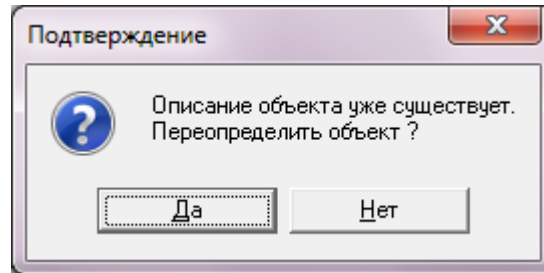 Подтверждение
Описание объекта уже существует.
Переопределить объект ?
Да
Нет